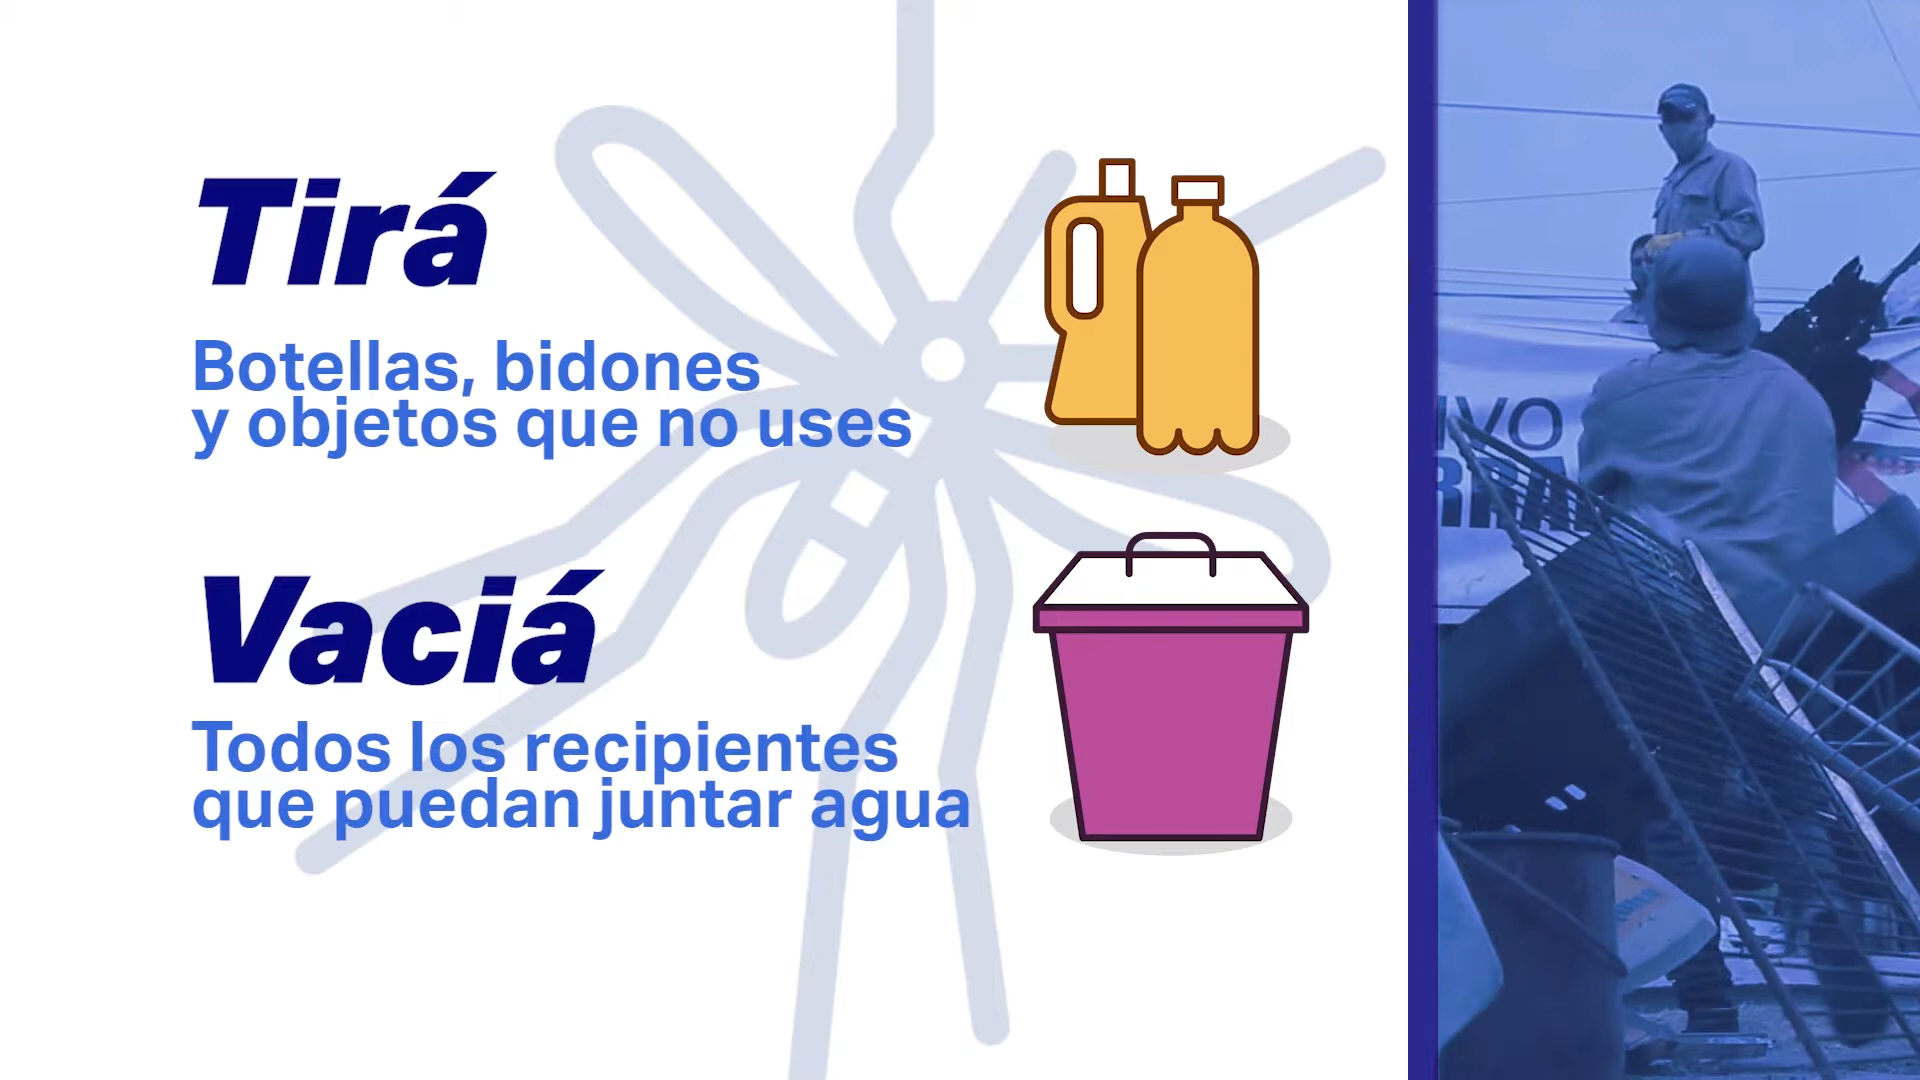 Tirá
Botellas, bidones
y objetos que no uses
Vaciá
Todos los recipientes
que puedan juntar agua